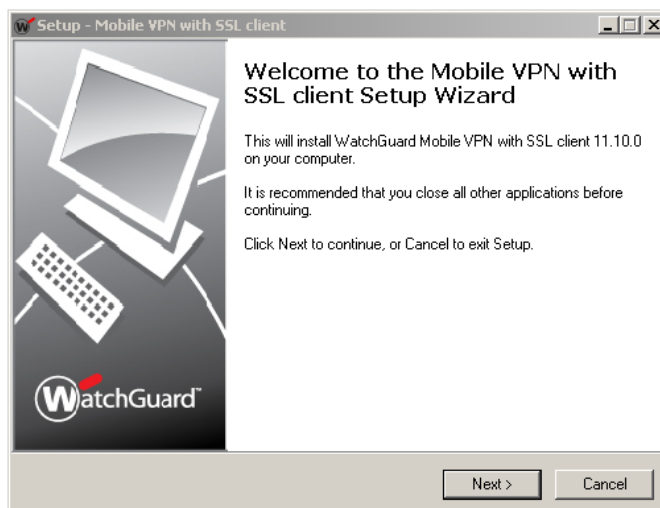 Setup - Mobile VPN with SSL client
Welcome to the Mobile VPN with
SSL client Setup Wizard
This will install WatchGuard Mobile VPN with SSL client 11.10.0
on your computer.
It is recommended that you close all other applications before
continuing.
Click Next to continue, or Cancel to exit Setup.
WatchGuard™
Next >
Cancel